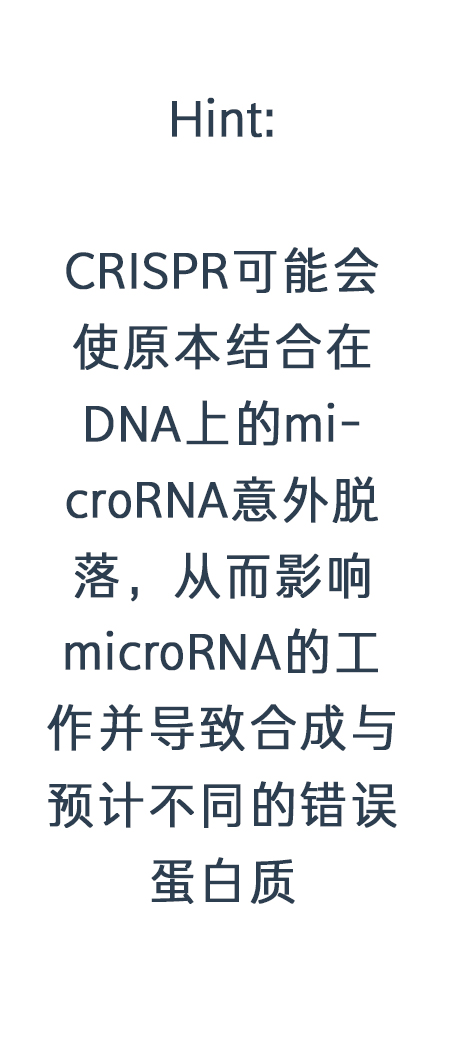 Hint:
CRISPR可能会
使原本结合在
DNA上的mi-
croRNA意外脱
落，从而影响
microRNA的工
作并导致合成与
预计不同的错误
蛋白质